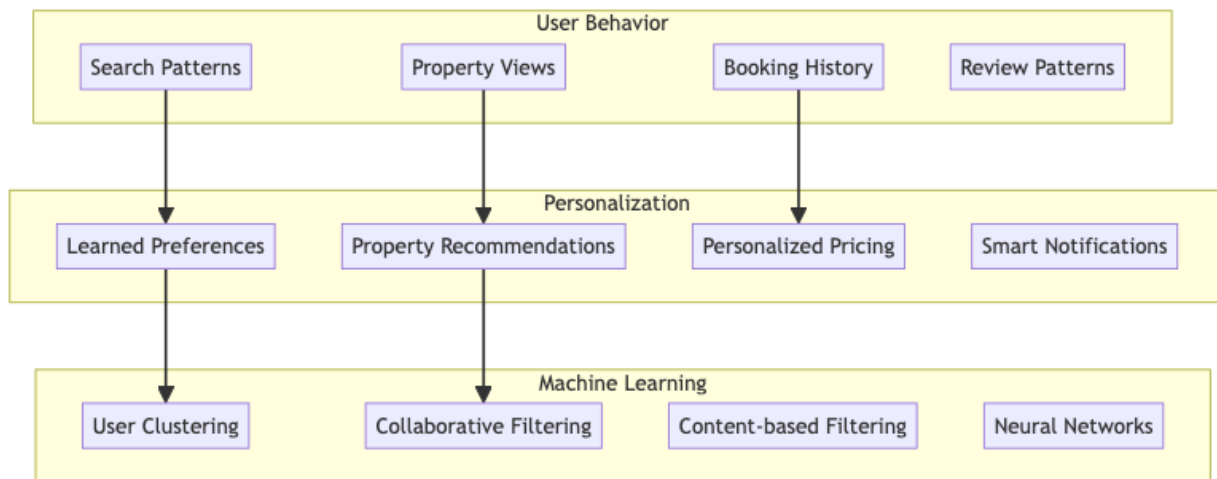 User Behavior
Search Patterns
Property Views
Booking History
Review Patterns
Personalization
Learned Preferences
Property Recommendations
Personalized Pricing
Smart Notifications
Machine Learning
User Clustering
Collaborative Filtering
Content-based Filtering
Neural Networks